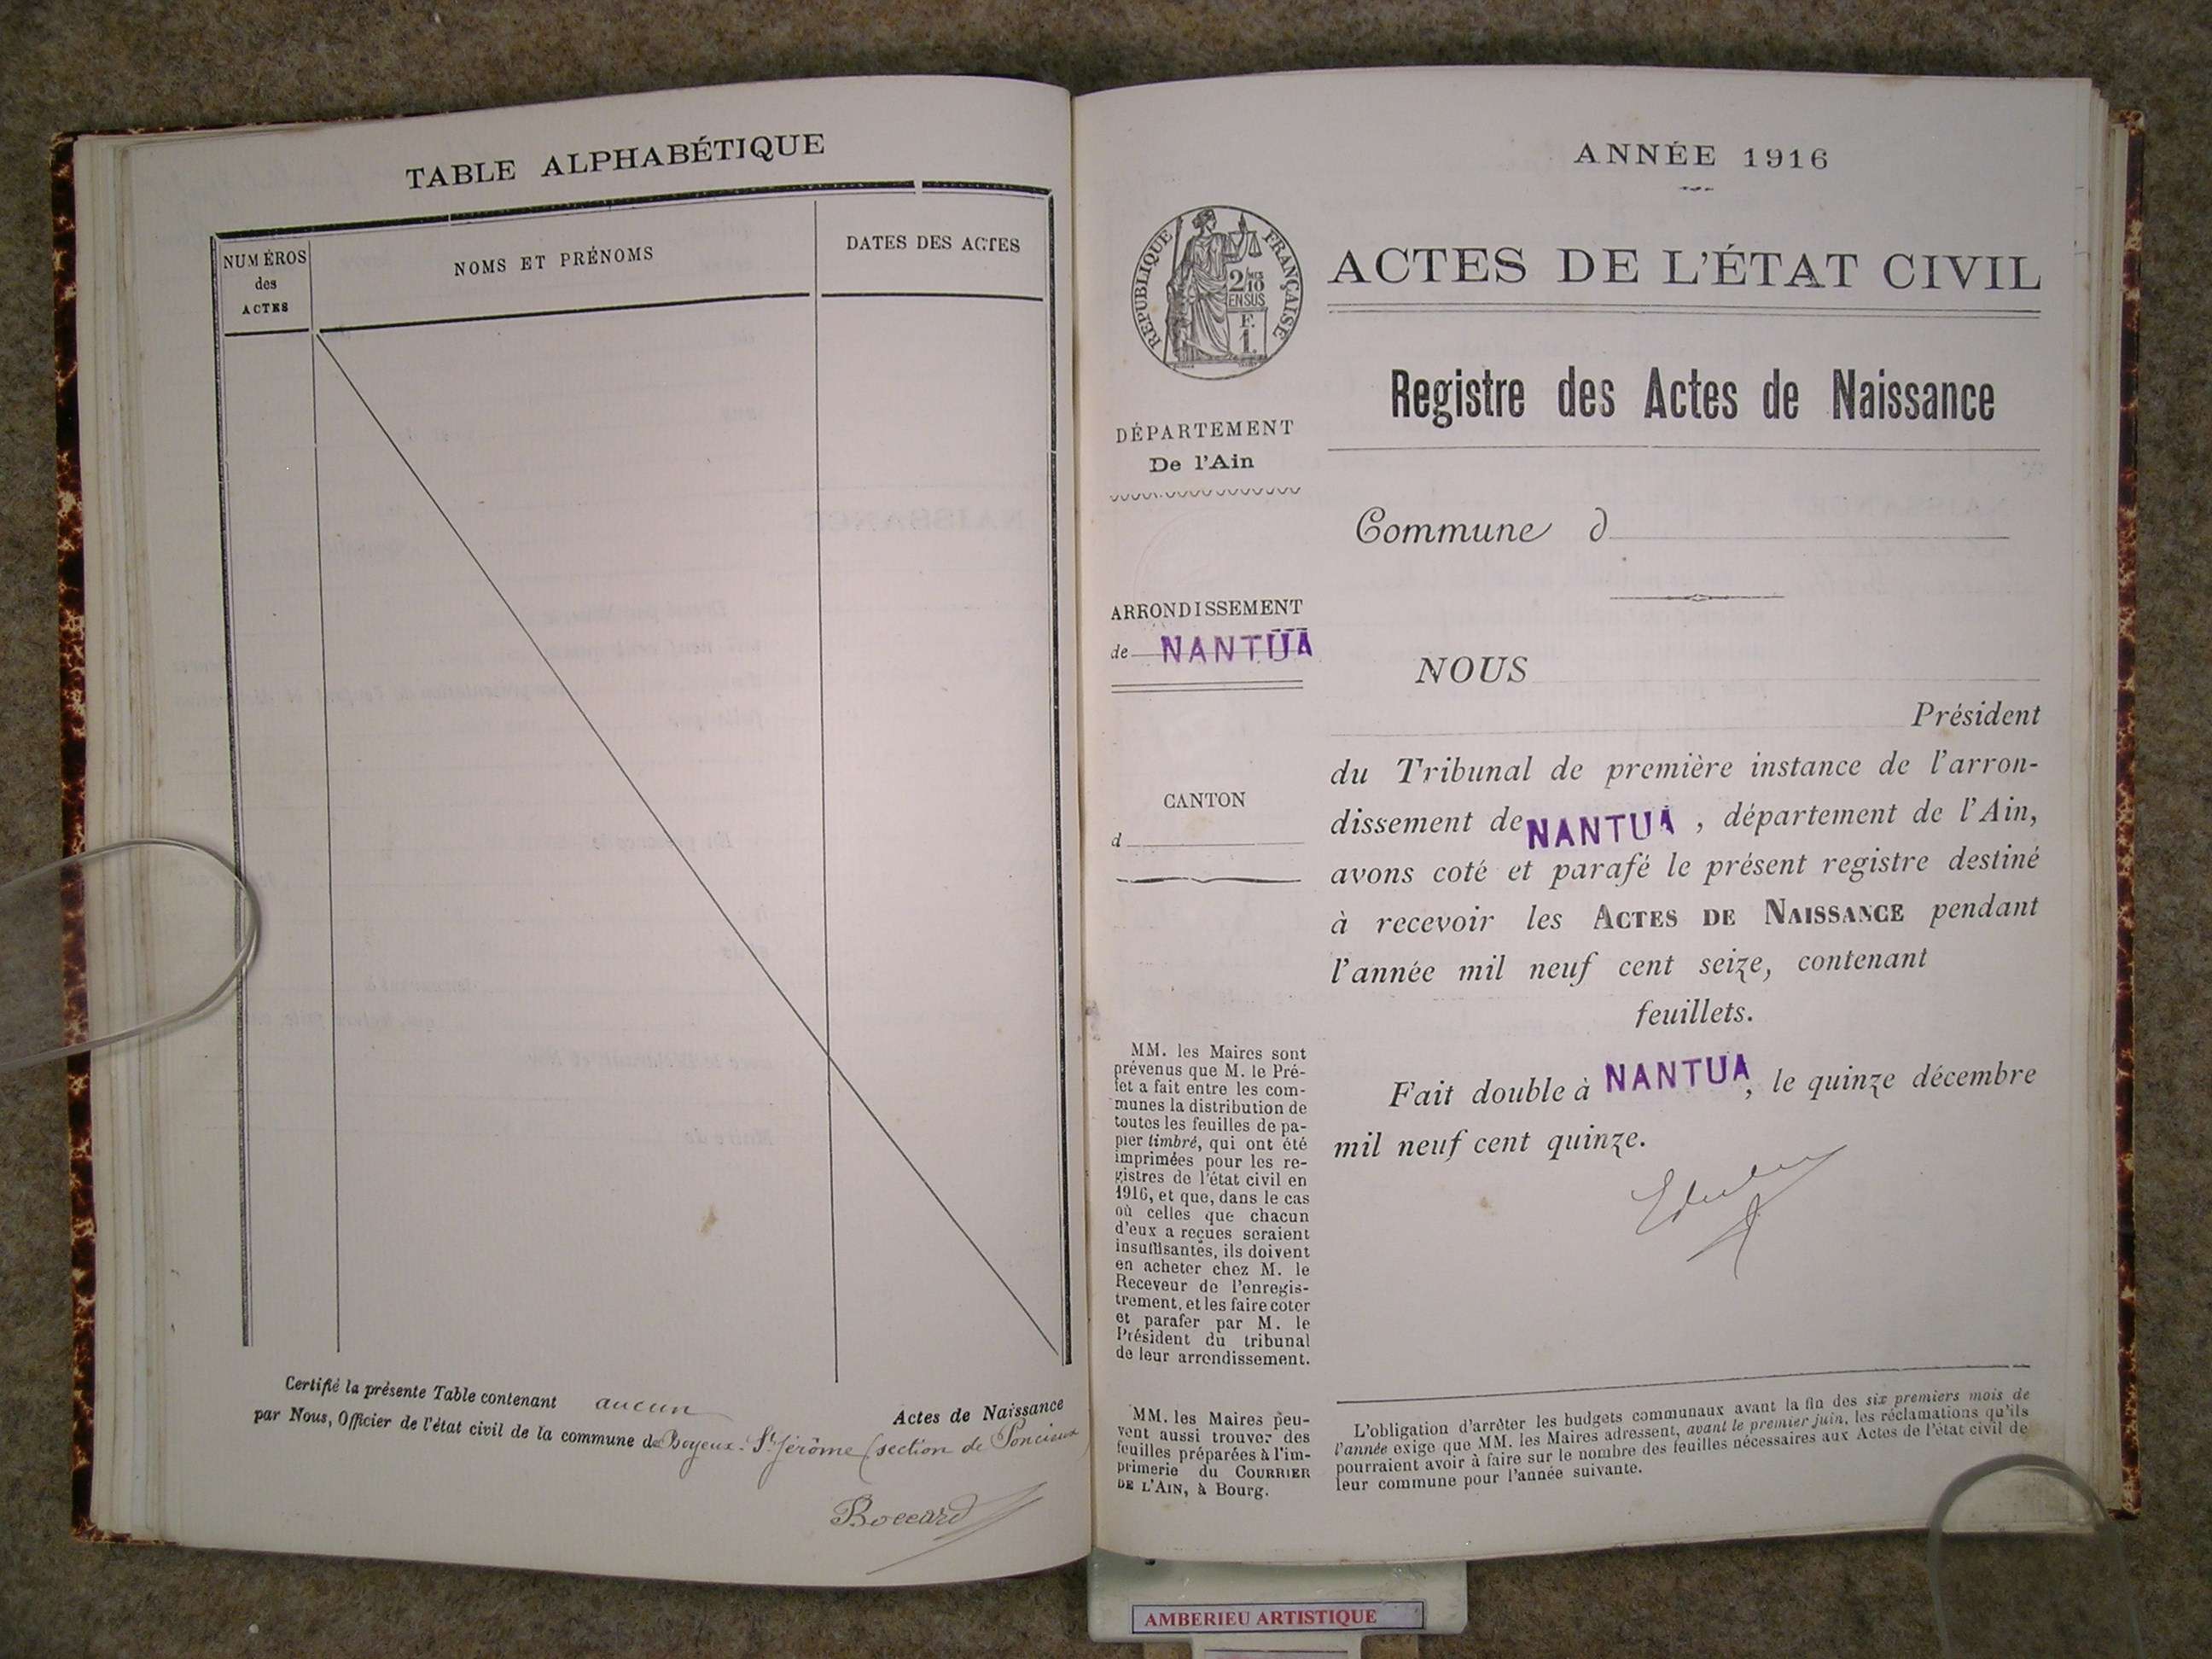 TABLE ALPHABÉTIQUE
NUMÉROS
des
ACTES
NOMS ET PRÉNOMS
DATES DES ACTES
Certifié la présente Table contenant aucun Actes de Naissance
par Nous, Officier de l'état civil de la commune de Boyeux-St Jérôme (section de Poncieux
Boccard
ANNÉE 1916
RÉPUBLIQUE FRANÇAISE
2/MES
10
EN SUS
F.
1.
DÉPARTEMENT
De l'Ain
ARRONDISSEMENT
de NANTUA
CANTON
d
MM. les Maires sont
prévenus que M. le Pré-
fet a fait entre les com-
munes la distribution de
toutes les feuilles de pa-
pier timbré, qui ont été
imprimées pour les re-
gistres de l'état civil en
1916, et que, dans le cas
où celles que chacun
d'eux a reçues seraient
insuffisantes, ils doivent
en acheter chez M. le
Receveur de l'enregis-
trement, et les faire coter
et parafer par M. le
Président du tribunal
de leur arrondissement.
MM. les Maires peu-
vent aussi trouver des
feuilles préparées à l'im-
primerie du COURRIER
DE L'AIN, à Bourg.
ACTES DE L'ÉTAT CIVIL
Registre des Actes de Naissance
Commune d
NOUS
Président
du Tribunal de première instance de l'arron-
dissement de NANTUA , département de l'Ain,
avons coté et parafé le présent registre destiné
à recevoir les ACTES DE NAISSANCE pendant
l'année mil neuf cent seize, contenant
feuillets.
Fait double à NANTUA, le quinze décembre
mil neuf cent quinze.
L'obligation d'arrêter les budgets communaux avant la fin des six premiers mois de
l'année exige que MM. les Maires adressent, avant le premier juin, les réclamations qu'ils
pourraient avoir à faire sur le nombre des feuilles nécessaires aux Actes de l'état civil de
leur commune pour l'année suivante.
AMBERIEU ARTISTIQUE